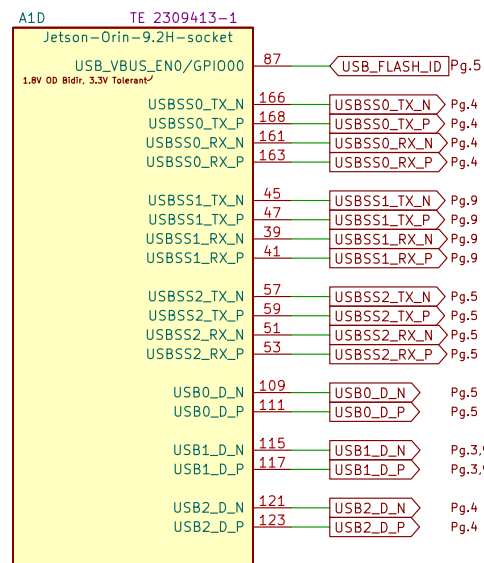 A1D TE 2309413-1
Jetson-Orin-9.2H-socket
USB_VBUS_EN0/GPIO00 87 USB_FLASH_ID Pg.5
1.8V OD Bidir, 3.3V Tolerant
USBSS0_TX_N 166 USBSS0_TX_N Pg.4
USBSS0_TX_P 168 USBSS0_TX_P Pg.4
USBSS0_RX_N 161 USBSS0_RX_N Pg.4
USBSS0_RX_P 163 USBSS0_RX_P Pg.4
USBSS1_TX_N 45 USBSS1_TX_N Pg.9
USBSS1_TX_P 47 USBSS1_TX_P Pg.9
USBSS1_RX_N 39 USBSS1_RX_N Pg.9
USBSS1_RX_P 41 USBSS1_RX_P Pg.9
USBSS2_TX_N 57 USBSS2_TX_N Pg.5
USBSS2_TX_P 59 USBSS2_TX_P Pg.5
USBSS2_RX_N 51 USBSS2_RX_N Pg.5
USBSS2_RX_P 53 USBSS2_RX_P Pg.5
USB0_D_N 109 USB0_D_N Pg.5
USB0_D_P 111 USB0_D_P Pg.5
USB1_D_N 115 USB1_D_N Pg.3,
USB1_D_P 117 USB1_D_P Pg.3,
USB2_D_N 121 USB2_D_N Pg.4
USB2_D_P 123 USB2_D_P Pg.4